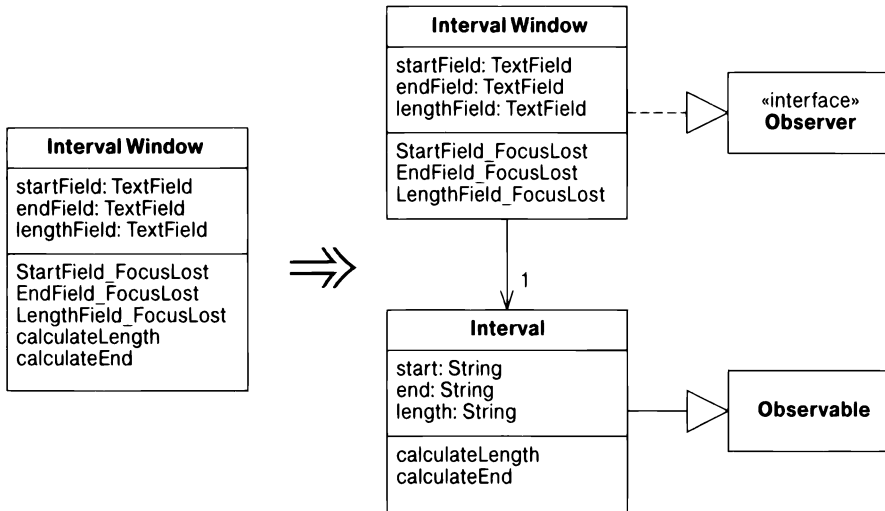 Interval Window
startField: TextField
endField: TextField
lengthField: TextField
StartField_FocusLost
EndField_FocusLost
LengthField_FocusLost
calculateLength
calculateEnd
Interval Window
startField: TextField
endField: TextField
lengthField: TextField
StartField_FocusLost
EndField_FocusLost
LengthField_FocusLost
«interface»
Observer
1
Interval
start: String
end: String
length: String
calculateLength
calculateEnd
Observable